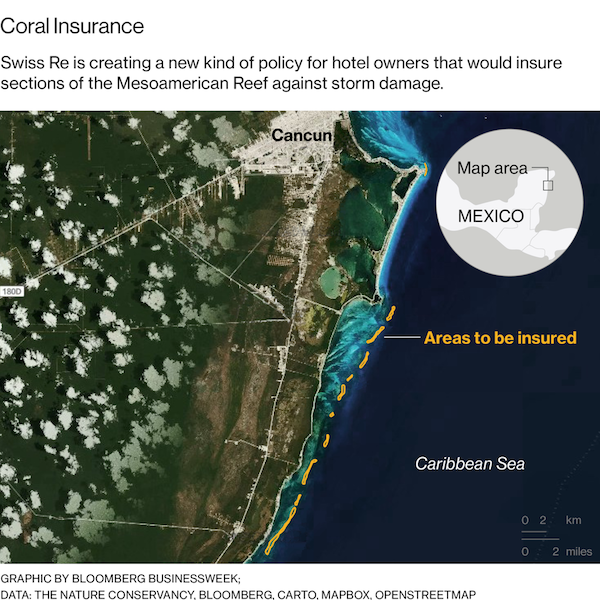 Coral Insurance
Swiss Re is creating a new kind of policy for hotel owners that would insure
sections of the Mesoamerican Reef against storm damage.
Cancun
Map area
MEXICO
180D
Areas to be insured
Caribbean Sea
0 2 km
0 2 miles
GRAPHIC BY BLOOMBERG BUSINESSWEEK;
DATA: THE NATURE CONSERVANCY, BLOOMBERG, CARTO, MAPBOX, OPENSTREETMAP